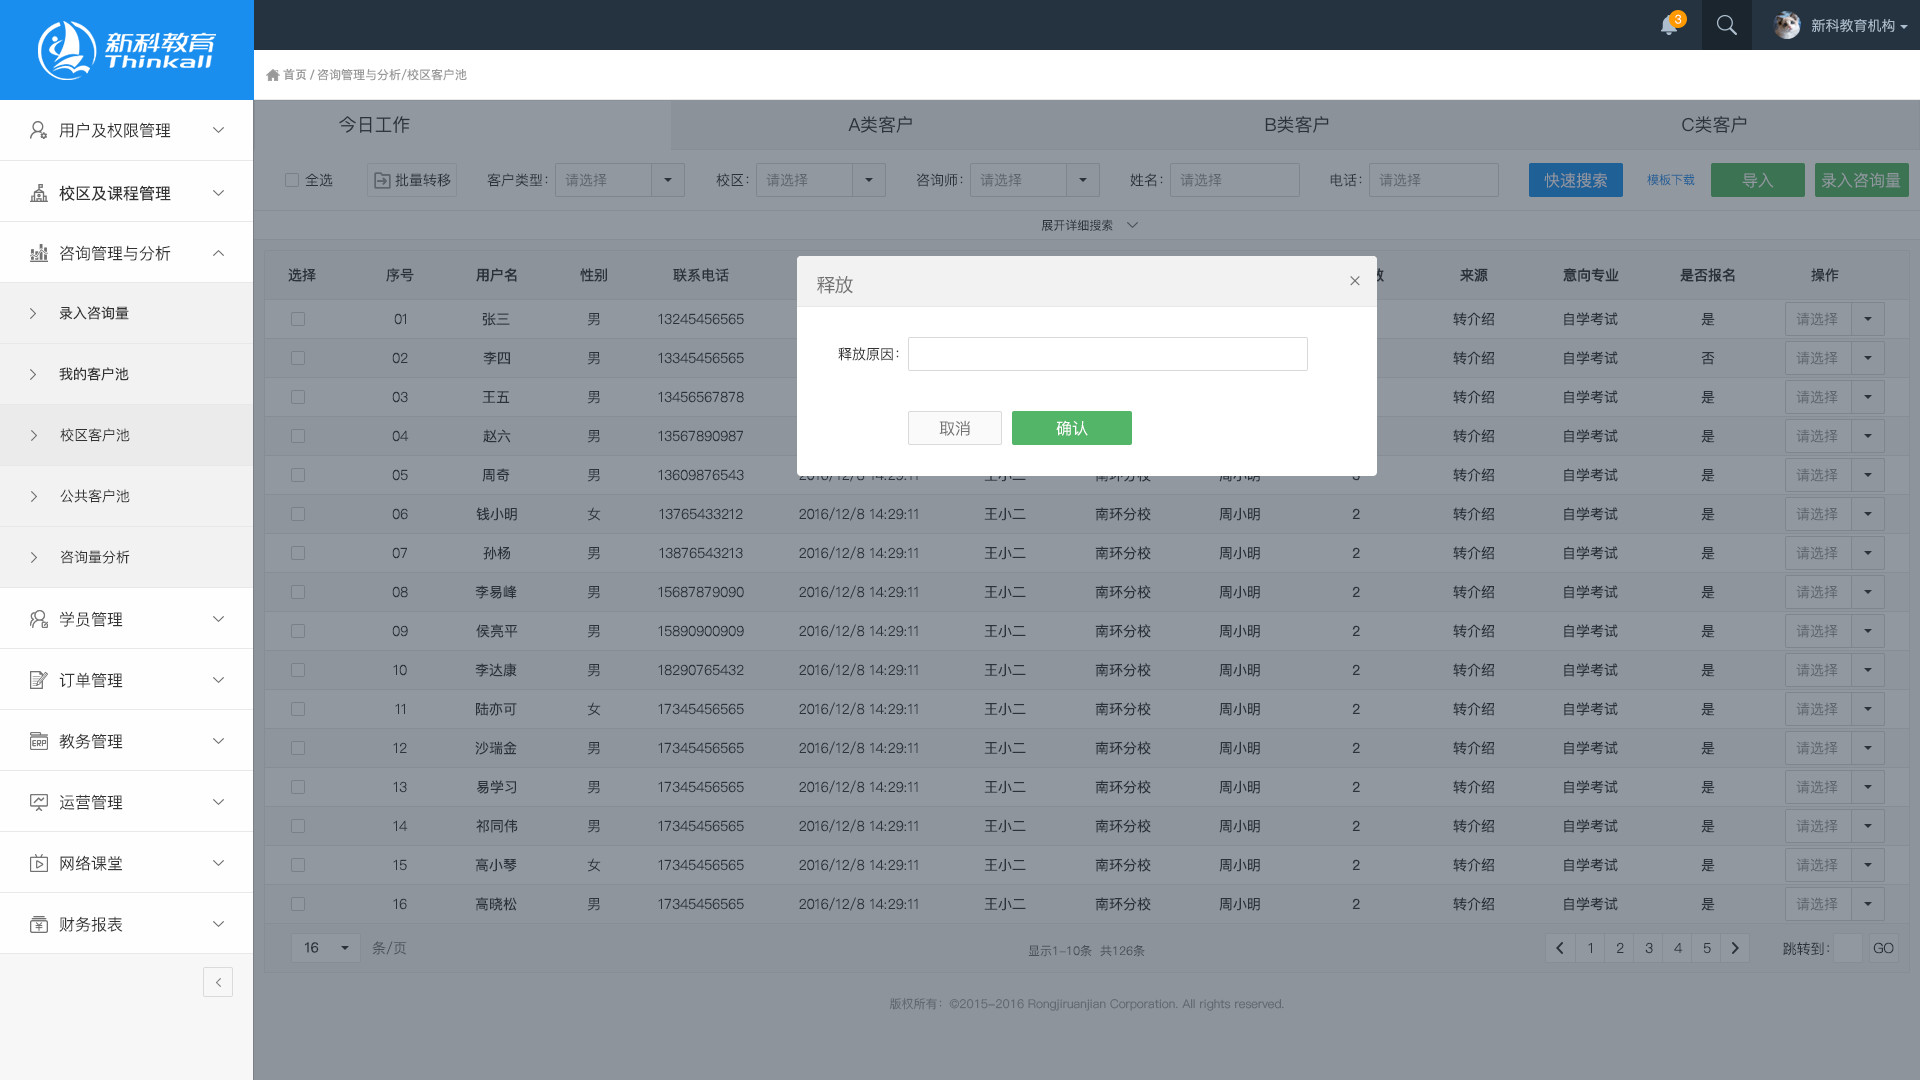 新科教育
Thinkall
3
新科教育机构
首页 / 咨询管理与分析/校区客户池
用户及权限管理
校区及课程管理
咨询管理与分析
录入咨询量
我的客户池
校区客户池
公共客户池
咨询量分析
学员管理
订单管理
教务管理
ERP
运营管理
网络课堂
财务报表
今日工作 A类客户 B类客户 C类客户
全选 批量转移 客户类型: 请选择 校区: 请选择 咨询师: 请选择 姓名: 请选择 电话: 请选择 快速搜索 模板下载 导入 录入咨询量
展开详细搜索
选择 序号 用户名 性别 联系电话 来源 意向专业 是否报名 操作
01 张三 男 13245456565 转介绍 自学考试 是 请选择
02 李四 男 13345456565 转介绍 自学考试 否 请选择
03 王五 男 13456567878 转介绍 自学考试 是 请选择
04 赵六 男 13567890987 转介绍 自学考试 是 请选择
05 周奇 男 13609876543 2016/12/8 14:29:11 王小二 南环分校 周小明 转介绍 自学考试 是 请选择
06 钱小明 女 13765433212 2016/12/8 14:29:11 王小二 南环分校 周小明 2 转介绍 自学考试 是 请选择
07 孙杨 男 13876543213 2016/12/8 14:29:11 王小二 南环分校 周小明 2 转介绍 自学考试 是 请选择
08 李易峰 男 15687879090 2016/12/8 14:29:11 王小二 南环分校 周小明 2 转介绍 自学考试 是 请选择
09 侯亮平 男 15890900909 2016/12/8 14:29:11 王小二 南环分校 周小明 2 转介绍 自学考试 是 请选择
10 李达康 男 18290765432 2016/12/8 14:29:11 王小二 南环分校 周小明 2 转介绍 自学考试 是 请选择
11 陆亦可 女 17345456565 2016/12/8 14:29:11 王小二 南环分校 周小明 2 转介绍 自学考试 是 请选择
12 沙瑞金 男 17345456565 2016/12/8 14:29:11 王小二 南环分校 周小明 2 转介绍 自学考试 是 请选择
13 易学习 男 17345456565 2016/12/8 14:29:11 王小二 南环分校 周小明 2 转介绍 自学考试 是 请选择
14 祁同伟 男 17345456565 2016/12/8 14:29:11 王小二 南环分校 周小明 2 转介绍 自学考试 是 请选择
15 高小琴 女 17345456565 2016/12/8 14:29:11 王小二 南环分校 周小明 2 转介绍 自学考试 是 请选择
16 高晓松 男 17345456565 2016/12/8 14:29:11 王小二 南环分校 周小明 2 转介绍 自学考试 是 请选择
16 条/页 显示1-10条 共126条 1 2 3 4 5 跳转到: GO
版权所有: ©2015-2016 Rongjiruanjian Corporation. All rights reserved.
释放
释放原因:
取消 确认